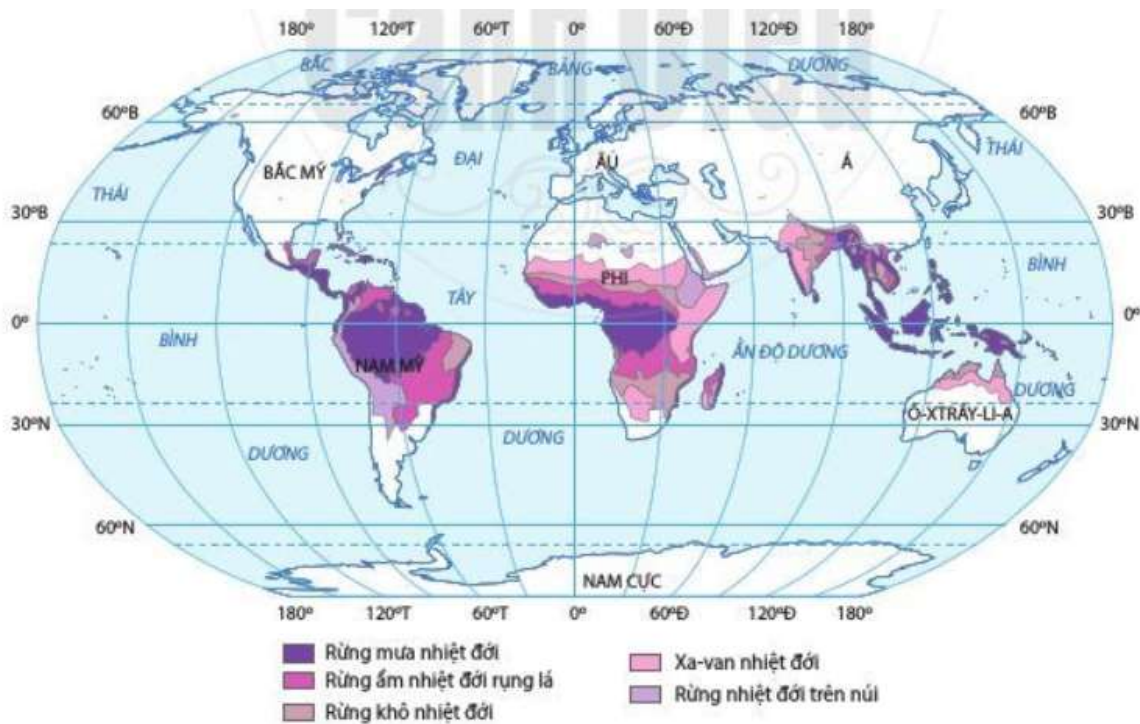 180° 120°T 60°T 0° 60°Đ 120°Đ 180°
BẮC BĂNG DƯƠNG
60°B 60°B
BẮC MỸ ĐẠI ÂU Á THÁI
THÁI
30°B 30°B
TÂY PHI BÌNH
0° 0°
BÌNH ẤN ĐỘ DƯƠNG
NAM MỸ
DƯƠNG
Ô-XTRÂY-LI-A
30°N 30°N
DƯƠNG DƯƠNG
60°N 60°N
NAM CỰC
180° 120°T 60°T 0° 60°Đ 120°Đ 180°
Rừng mưa nhiệt đới
Rừng ẩm nhiệt đới rụng lá
Rừng khô nhiệt đới
Xa-van nhiệt đới
Rừng nhiệt đới trên núi